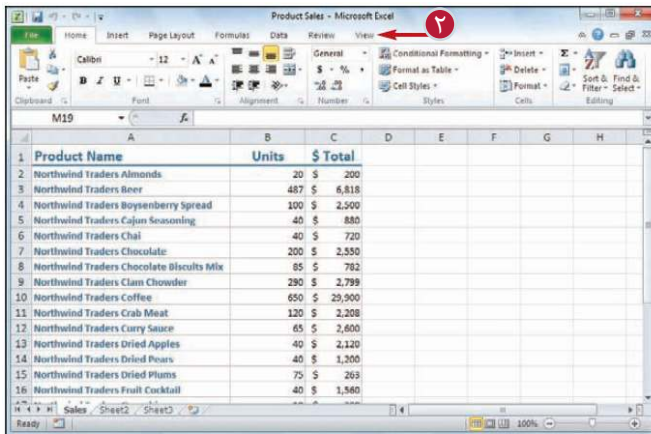 Product Sales - Microsoft Excel
٢
File Home Insert Page Layout Formulas Data Review View
Paste
Calibri 12 A A
B I U A
General
$ % ,
Conditional Formatting
Format as Table
Cell Styles
Insert
Delete
Format
Σ
Sort & Filter
Find & Select
Clipboard Font Alignment Number Styles Cells Editing
M19 fx
A B C D E F G H
1 Product Name Units $ Total
2 Northwind Traders Almonds 20 $ 200
3 Northwind Traders Beer 487 $ 6,818
4 Northwind Traders Boysenberry Spread 100 $ 2,500
5 Northwind Traders Cajun Seasoning 40 $ 880
6 Northwind Traders Chai 40 $ 720
7 Northwind Traders Chocolate 200 $ 2,550
8 Northwind Traders Chocolate Biscuits Mix 85 $ 782
9 Northwind Traders Clam Chowder 290 $ 2,799
10 Northwind Traders Coffee 650 $ 29,900
11 Northwind Traders Crab Meat 120 $ 2,208
12 Northwind Traders Curry Sauce 65 $ 2,600
13 Northwind Traders Dried Apples 40 $ 2,120
14 Northwind Traders Dried Pears 40 $ 1,200
15 Northwind Traders Dried Plums 75 $ 263
16 Northwind Traders Fruit Cocktail 40 $ 1,560
Sales Sheet2 Sheet3
Ready 100%